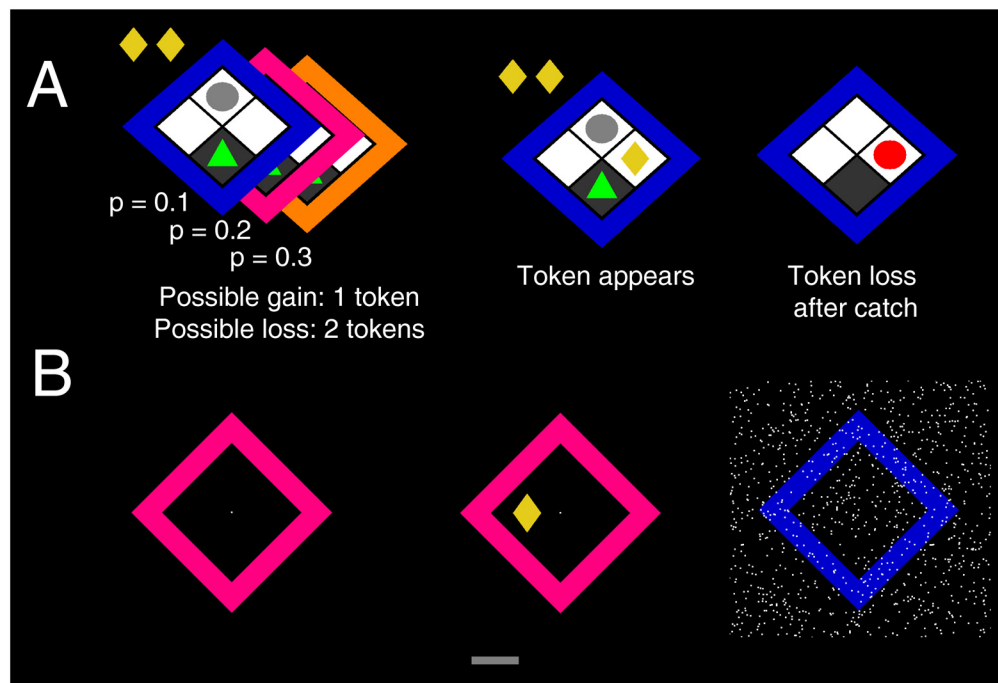 A
p = 0.1
p = 0.2
p = 0.3
Possible gain: 1 token
Possible loss: 2 tokens
Token appears
Token loss
after catch
B